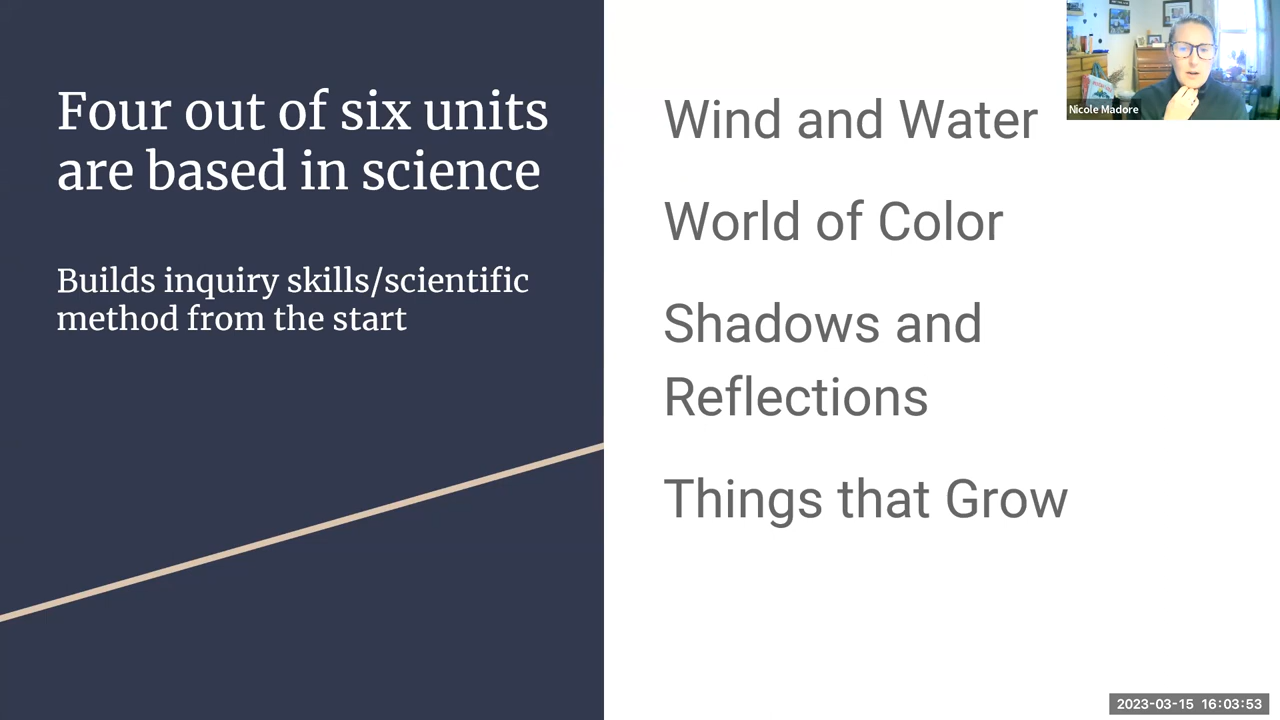 Four out of six units
are based in science
Builds inquiry skills/scientific
method from the start
Wind and Water
World of Color
Shadows and
Reflections
Things that Grow
Nicole Madore
2023-03-15 16:03:53